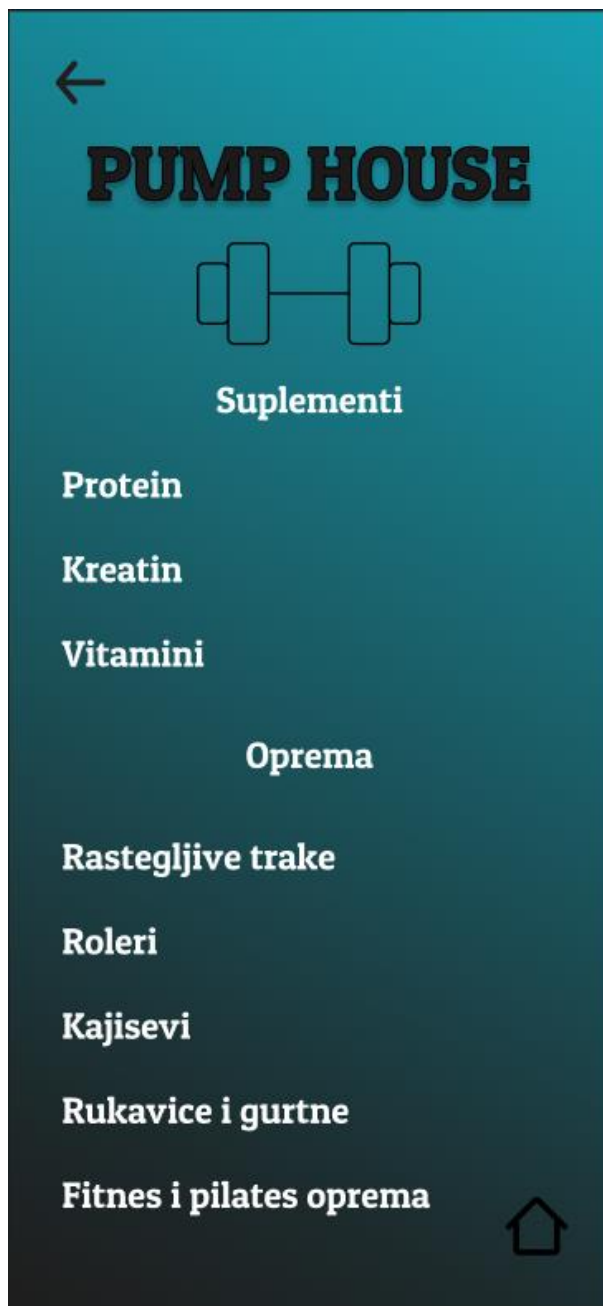 PUMP HOUSE
Suplementi
Protein
Kreatin
Vitamini
Oprema
Rastegljive trake
Roleri
Kajisevi
Rukavice i gurtne
Fitnes i pilates oprema